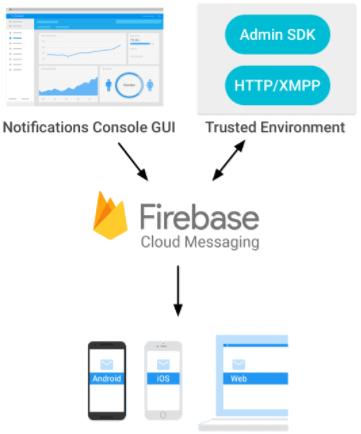 Admin SDK
HTTP/XMPP
Notifications Console GUI
Trusted Environment
Firebase
Cloud Messaging
Android
iOS
Web